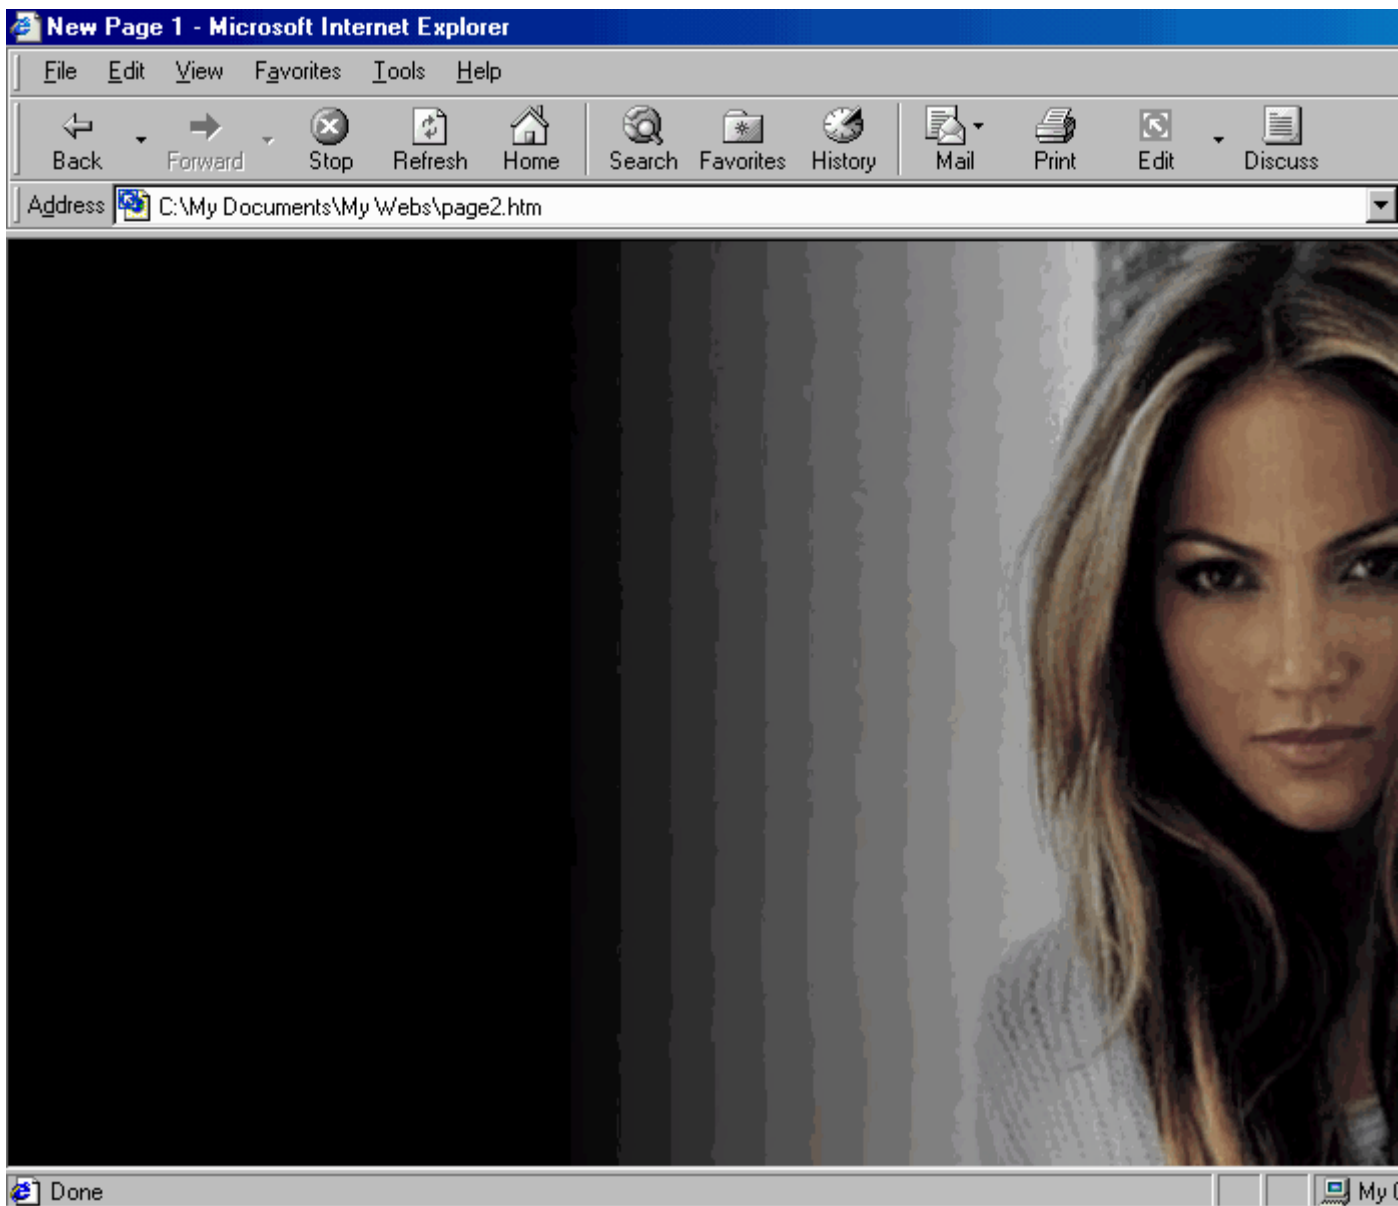 New Page 1 - Microsoft Internet Explorer
File Edit View Favorites Tools Help
Back Forward Stop Refresh Home Search Favorites History Mail Print Edit Discuss
Address C:\My Documents\My Webs\page2.htm
Done My